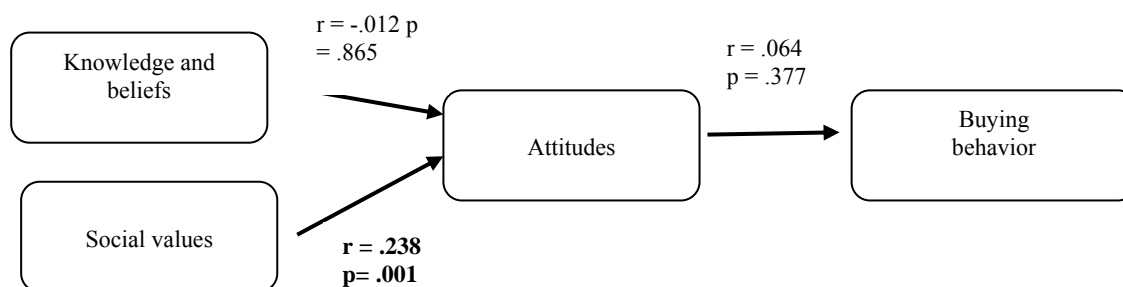 Knowledge and
beliefs
r = -.012 p
= .865
r = .064
p = .377
Attitudes
Buying
behavior
Social values
r = .238
p= .001